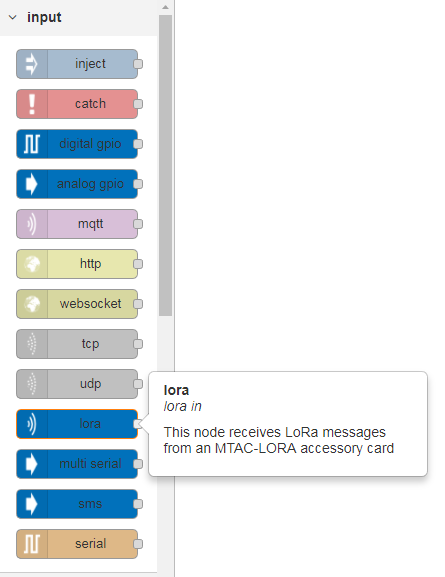 input
inject
catch
digital gpio
analog gpio
mqtt
http
websocket
tcp
udp
lora
multi serial
sms
serial
lora
lora in
This node receives LoRa messages
from an MTAC-LORA accessory card